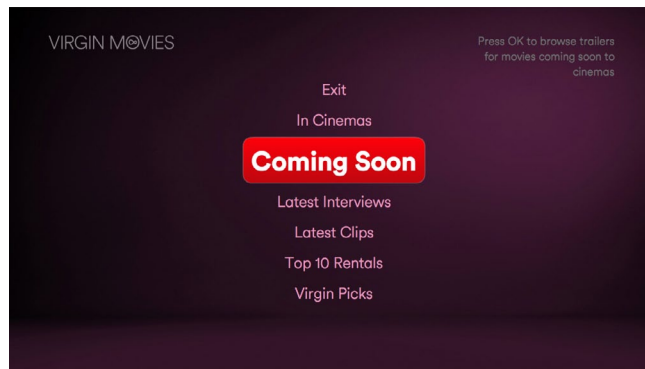 VIRGIN MOVIES
Press OK to browse trailers
for movies coming soon to
cinemas
Exit
In Cinemas
Coming Soon
Latest Interviews
Latest Clips
Top 10 Rentals
Virgin Picks